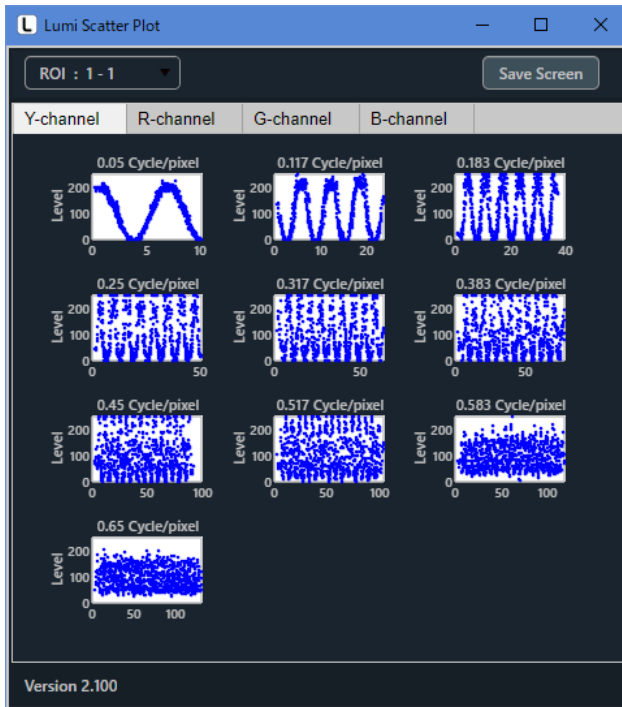 L Lumi Scatter Plot
ROI : 1 - 1
Save Screen
Y-channel R-channel G-channel B-channel
0.05 Cycle/pixel 0.117 Cycle/pixel 0.183 Cycle/pixel
Level 200 100 0 Level 200 100 0 Level 200 100 0
0 5 10 0 10 20 0 20 40
0.25 Cycle/pixel 0.317 Cycle/pixel 0.383 Cycle/pixel
Level 200 100 0 Level 200 100 0 Level 200 100 0
0 50 0 50 0 50
0.45 Cycle/pixel 0.517 Cycle/pixel 0.583 Cycle/pixel
Level 200 100 0 Level 200 100 0 Level 200 100 0
0 50 100 0 50 100 0 50 100
0.65 Cycle/pixel
Level 200 100 0
0 50 100
Version 2.100